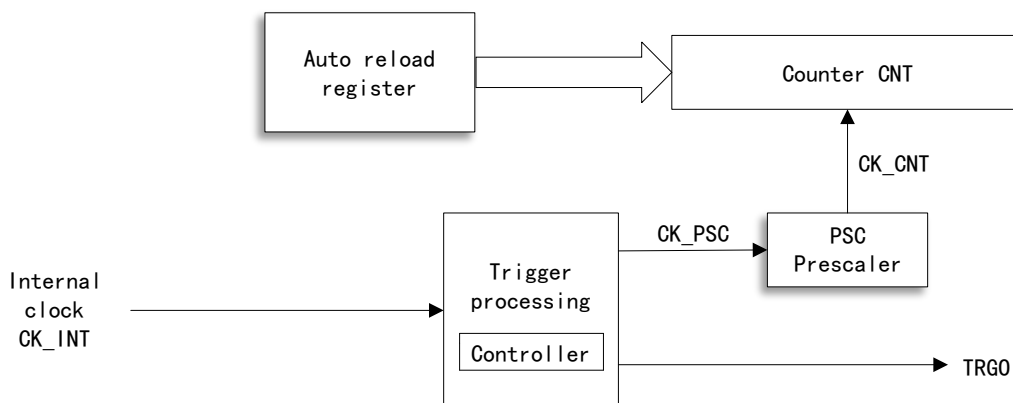 Auto reload
register
Counter CNT
CK_CNT
CK_PSC
PSC
Prescaler
Internal
clock
CK_INT
Trigger
processing
Controller
TRGO